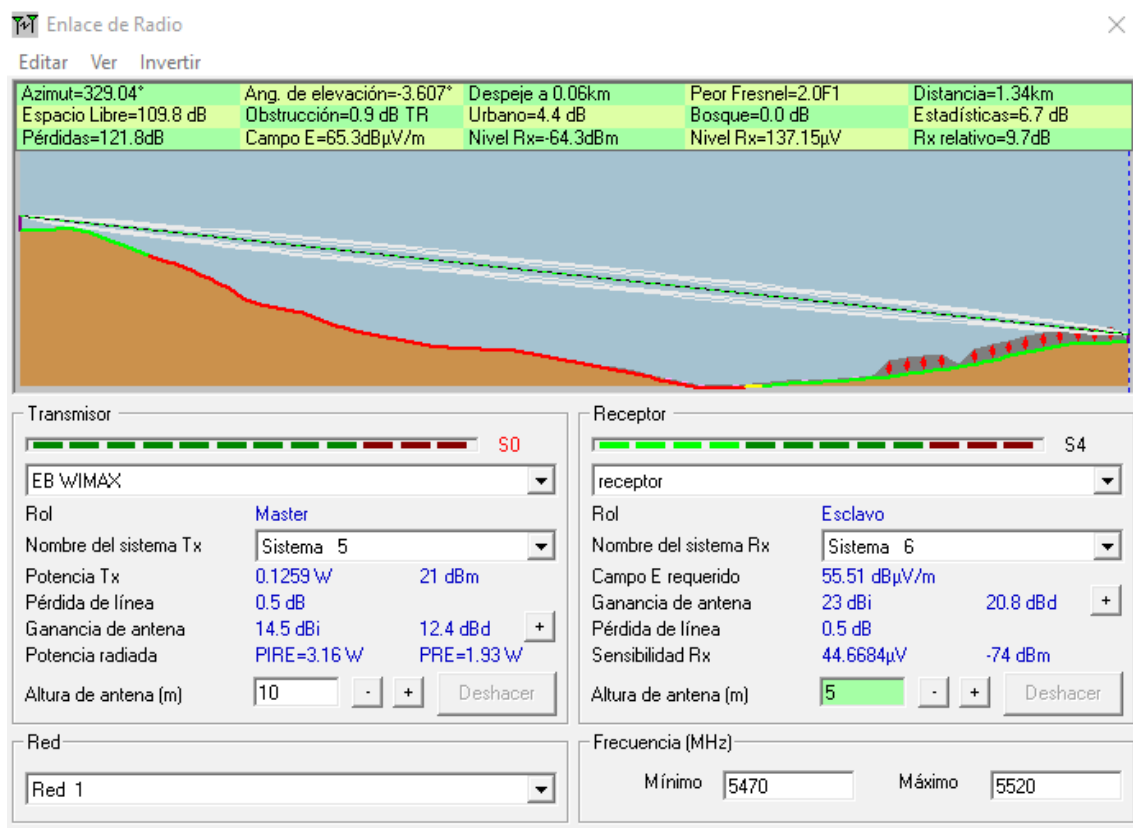 Enlace de Radio
Editar Ver Invertir
Azimut=329.04° Ang. de elevación=-3.607° Despeje a 0.06km Peor Fresnel=2.0F1 Distancia=1.34km
Espacio Libre=109.8 dB Obstrucción=0.9 dB TR Urbano=4.4 dB Bosque=0.0 dB Estadísticas=6.7 dB
Pérdidas=121.8dB Campo E=65.3dBµV/m Nivel Rx=-64.3dBm Nivel Rx=137.15µV Rx relativo=9.7dB
Transmisor
S0
EB WIMAX
Rol Master
Nombre del sistema Tx Sistema 5
Potencia Tx 0.1259 W 21 dBm
Pérdida de línea 0.5 dB
Ganancia de antena 14.5 dBi 12.4 dBd +
Potencia radiada PIRE=3.16 W PRE=1.93 W
Altura de antena (m) 10 - + Deshacer
Receptor
S4
receptor
Rol Esclavo
Nombre del sistema Rx Sistema 6
Campo E requerido 55.51 dBµV/m
Ganancia de antena 23 dBi 20.8 dBd +
Pérdida de línea 0.5 dB
Sensibilidad Rx 44.6684µV -74 dBm
Altura de antena (m) 5 - + Deshacer
Red
Red 1
Frecuencia (MHz)
Mínimo 5470 Máximo 5520